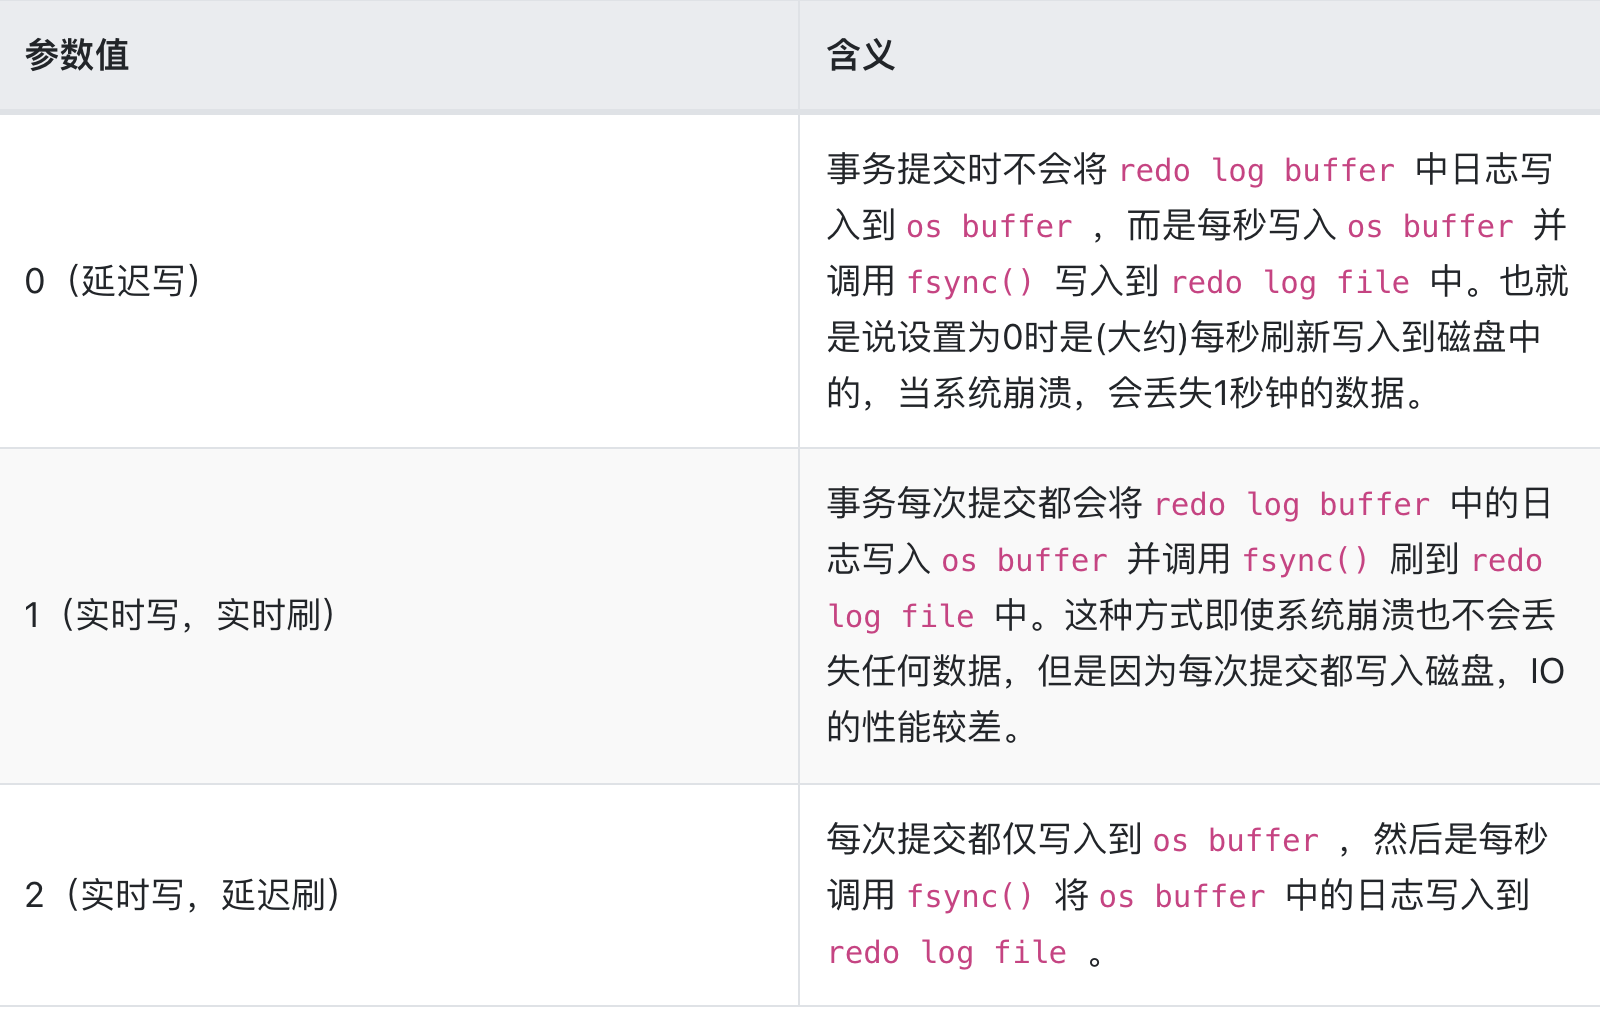 参数值
含义
0（延迟写）
事务提交时不会将 redo log buffer 中日志写
入到 os buffer ，而是每秒写入 os buffer 并
调用 fsync() 写入到 redo log file 中。也就
是说设置为0时是(大约)每秒刷新写入到磁盘中
的，当系统崩溃，会丢失1秒钟的数据。
1（实时写，实时刷）
事务每次提交都会将 redo log buffer 中的日
志写入 os buffer 并调用 fsync() 刷到 redo
log file 中。这种方式即使系统崩溃也不会丢
失任何数据，但是因为每次提交都写入磁盘，IO
的性能较差。
2（实时写，延迟刷）
每次提交都仅写入到 os buffer ，然后是每秒
调用 fsync() 将 os buffer 中的日志写入到
redo log file 。